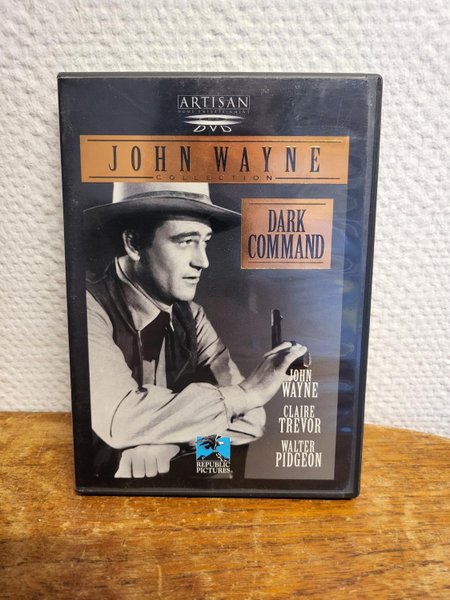 ARTISAN
HOME ENTERTAINMENT
DVD
JOHN WAYNE
COLLECTION
DARK
COMMAND
JOHN
WAYNE
CLAIRE
TREVOR
WALTER
PIDGEON
REPUBLIC
PICTURES